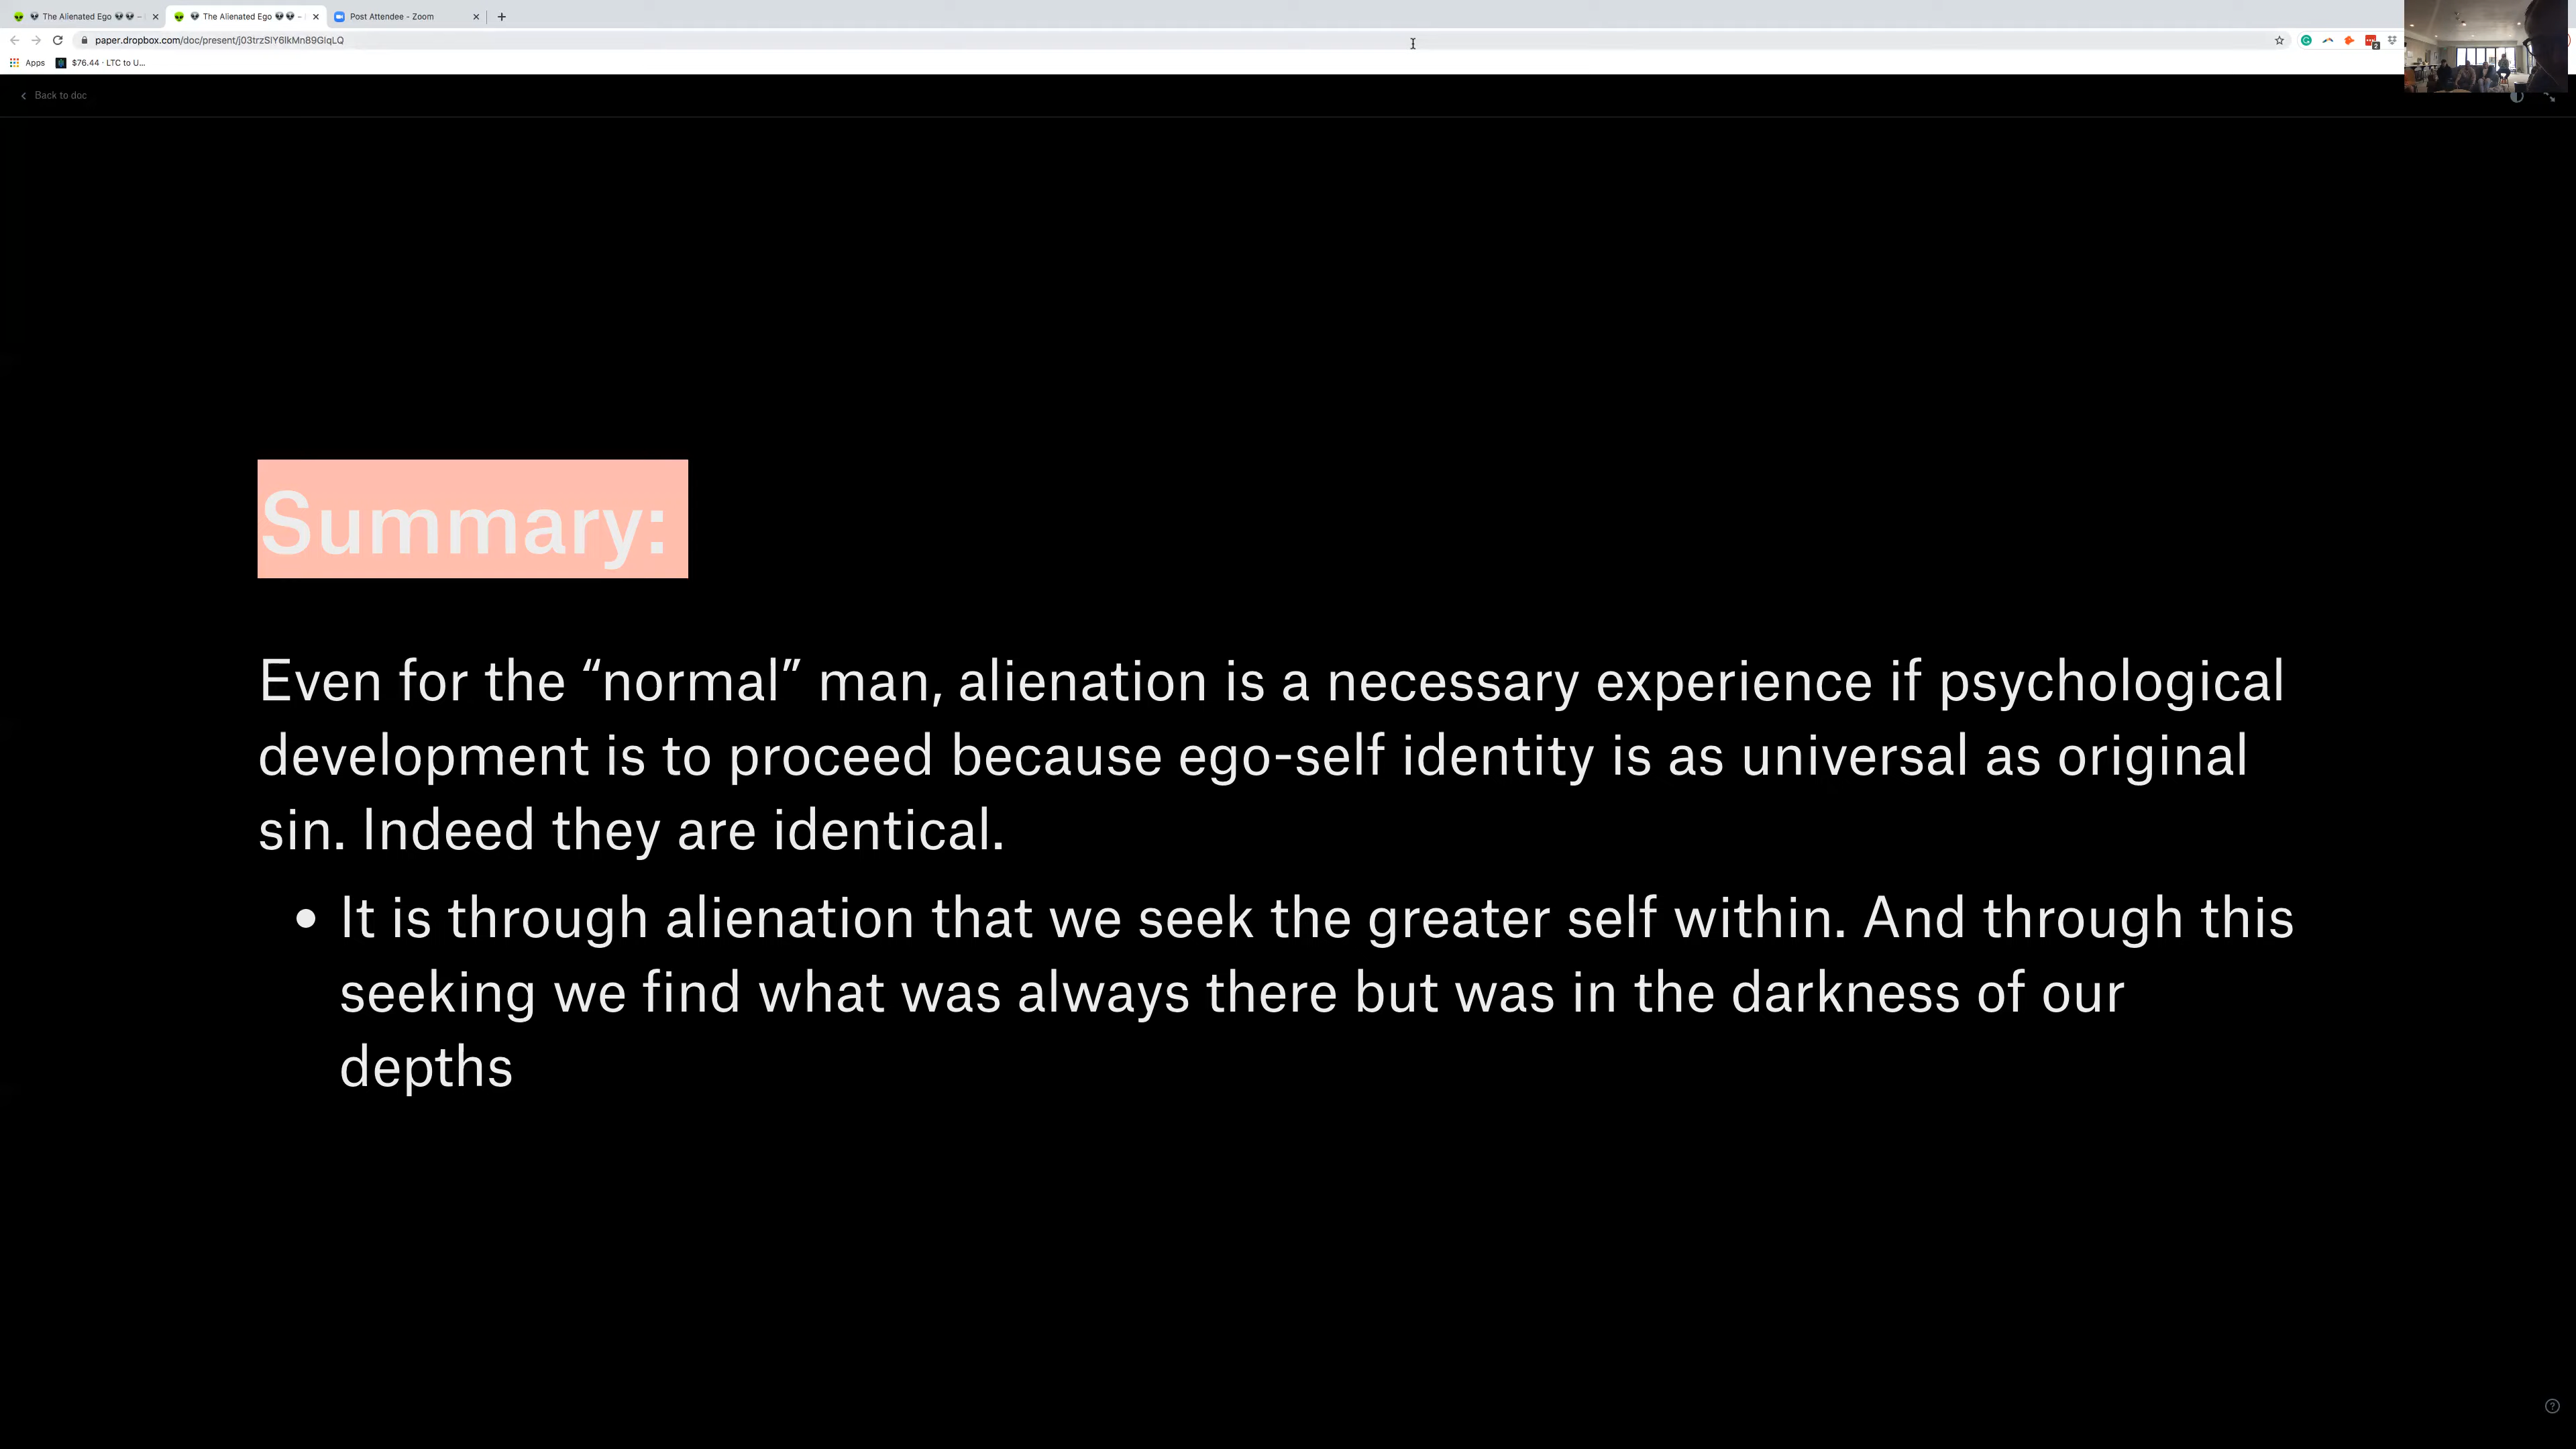 The Alienated Ego
The Alienated Ego
Post Attendee - Zoom
paper.dropbox.com/doc/present/j03trzSIY6lkMn89GlqLQ
Apps
$76.44 · LTC to U...
Back to doc
Summary:
Even for the “normal” man, alienation is a necessary experience if psychological
development is to proceed because ego-self identity is as universal as original
sin. Indeed they are identical.
• It is through alienation that we seek the greater self within. And through this
seeking we find what was always there but was in the darkness of our
depths